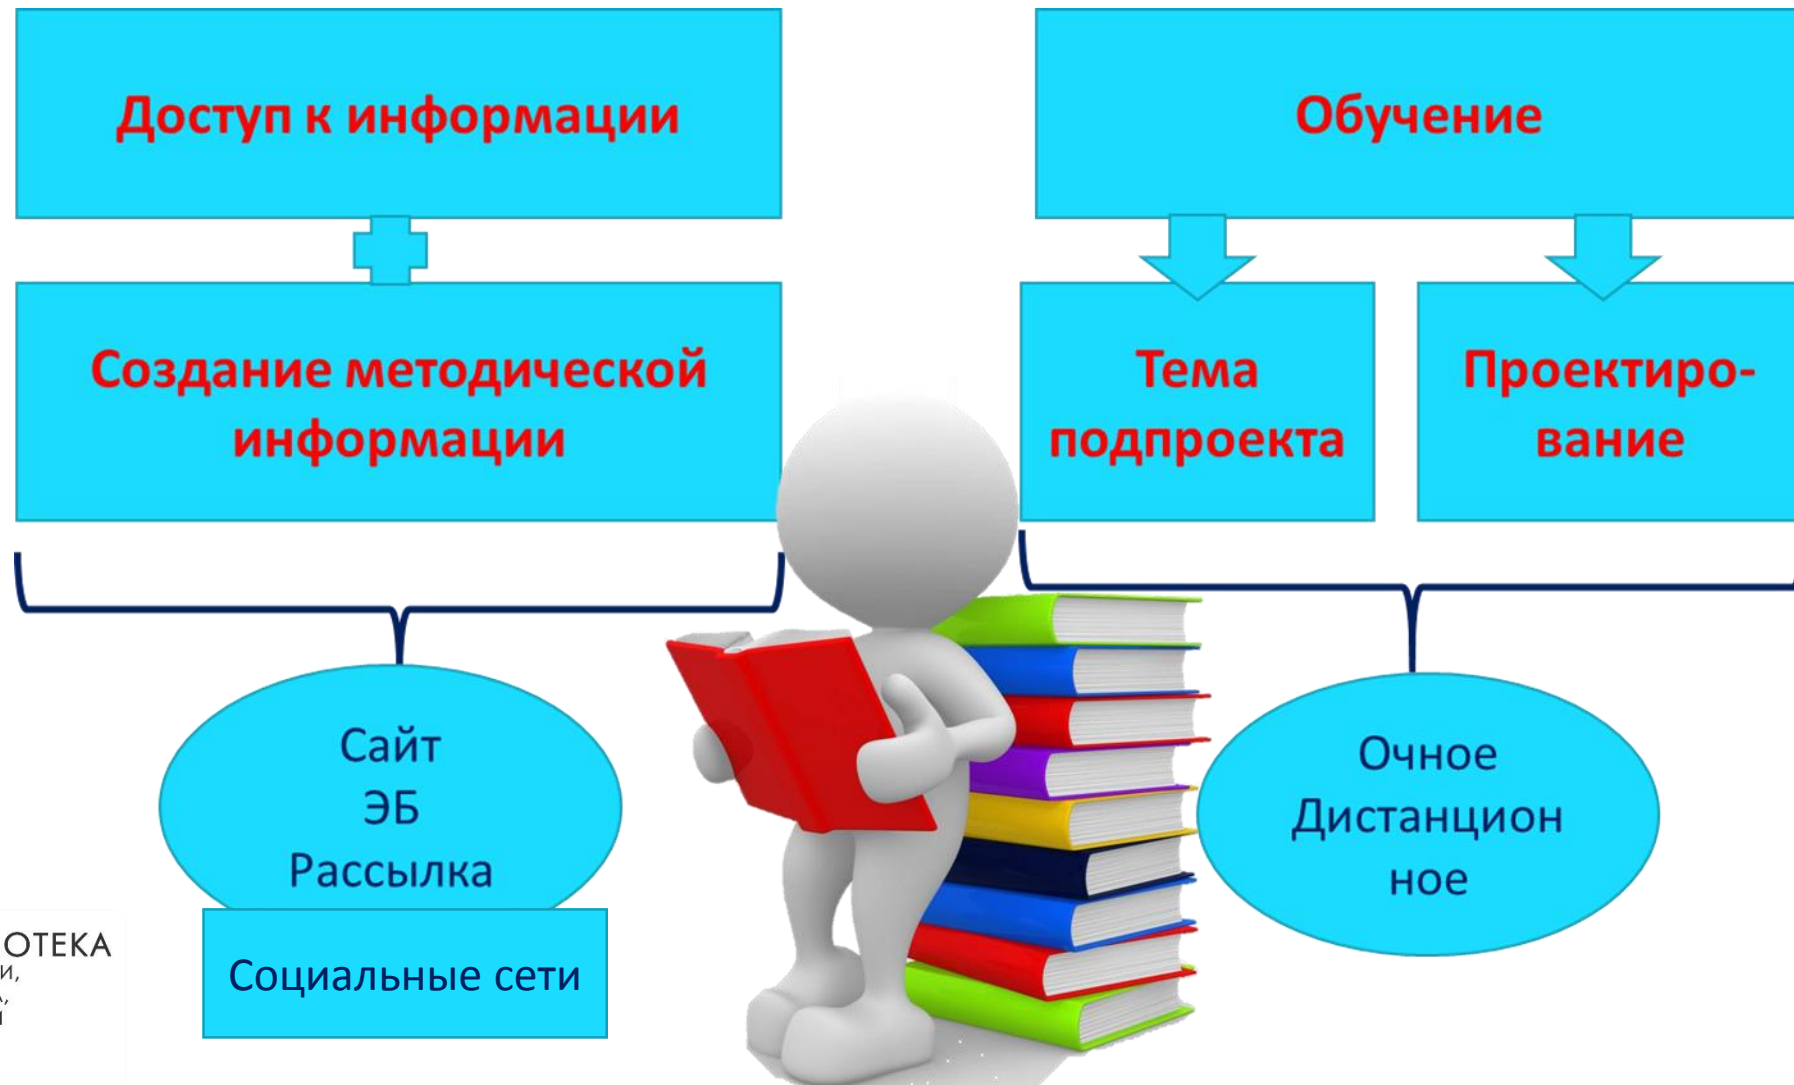 Доступ к информации
Создание методической
информации
Сайт
ЭБ
Рассылка
Социальные сети
Обучение
Тема
подпроекта
Проектиро-
вание
Очное
Дистанцион
ное
ОТЕКА